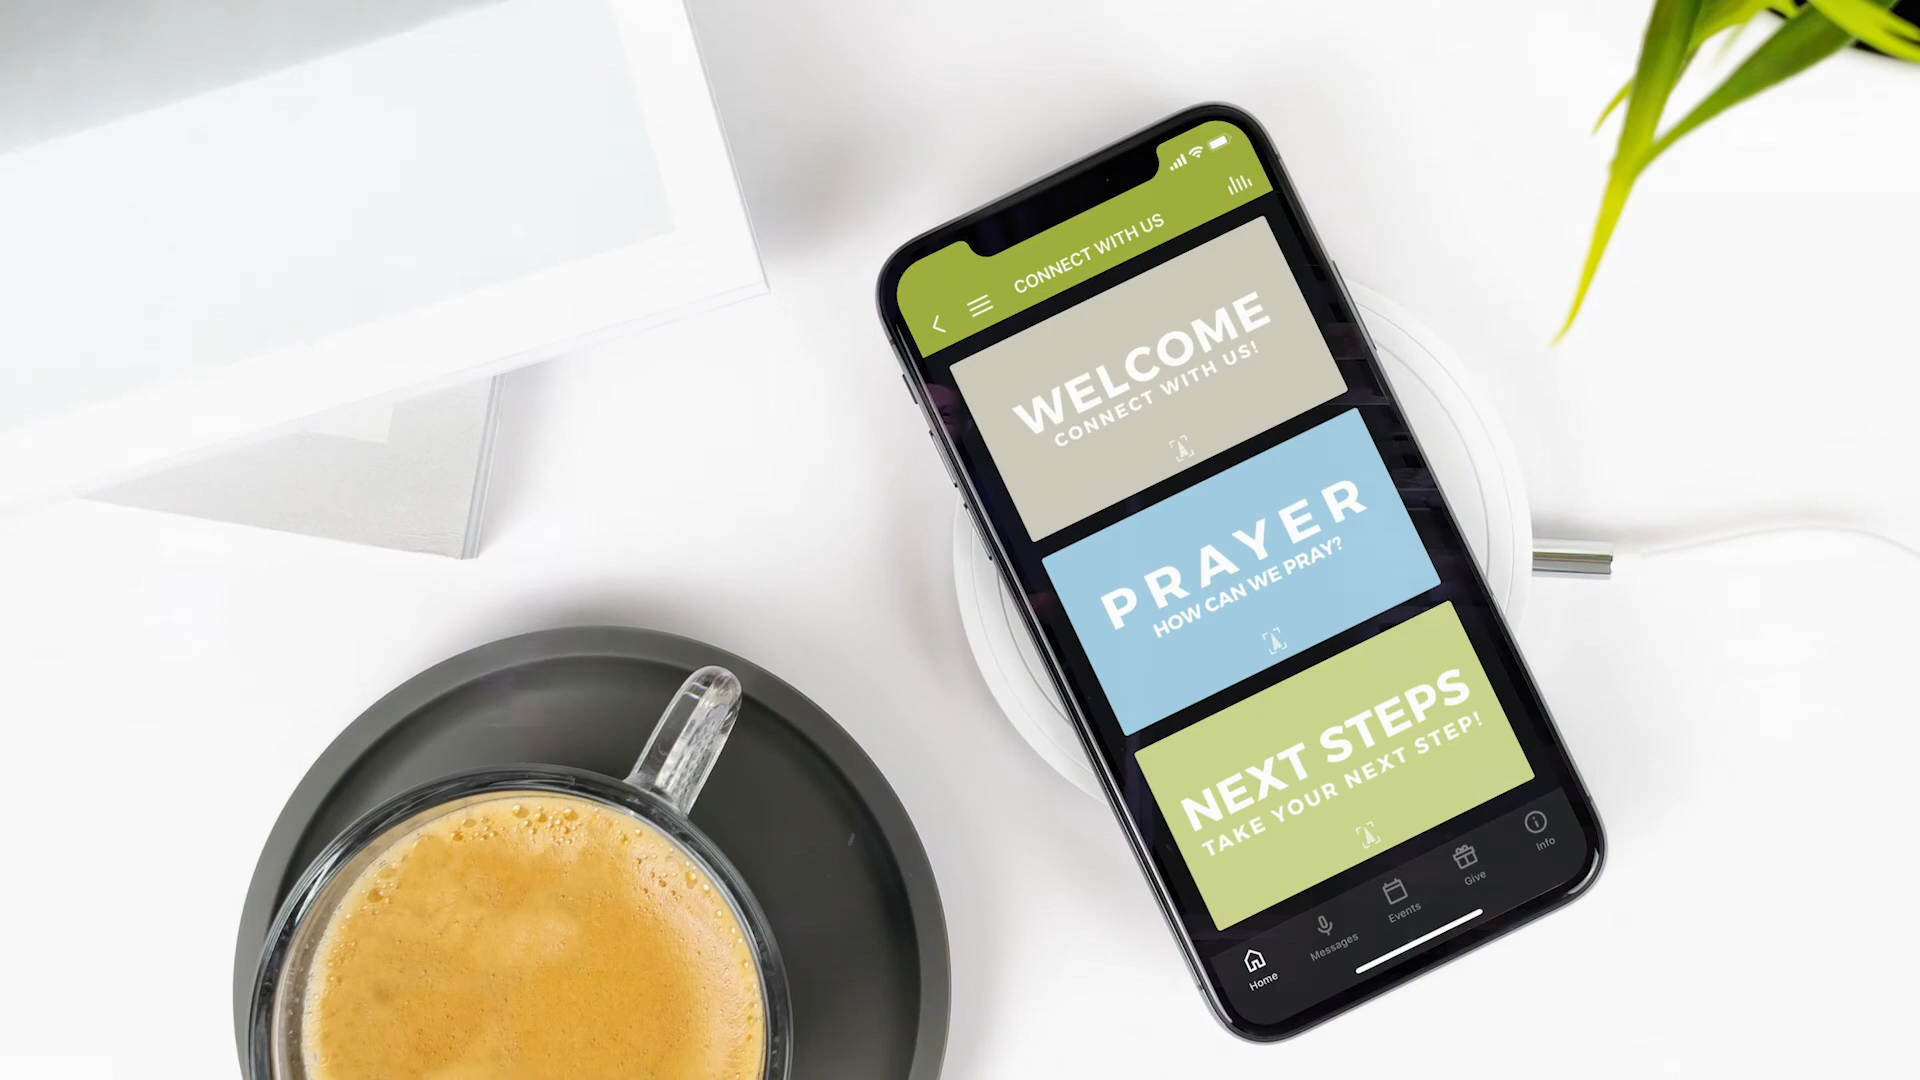 CONNECT WITH US
WELCOME
CONNECT WITH US!
PRAYER
HOW CAN WE PRAY?
NEXT STEPS
TAKE YOUR NEXT STEP!
Home
Messages
Events
Give
Info